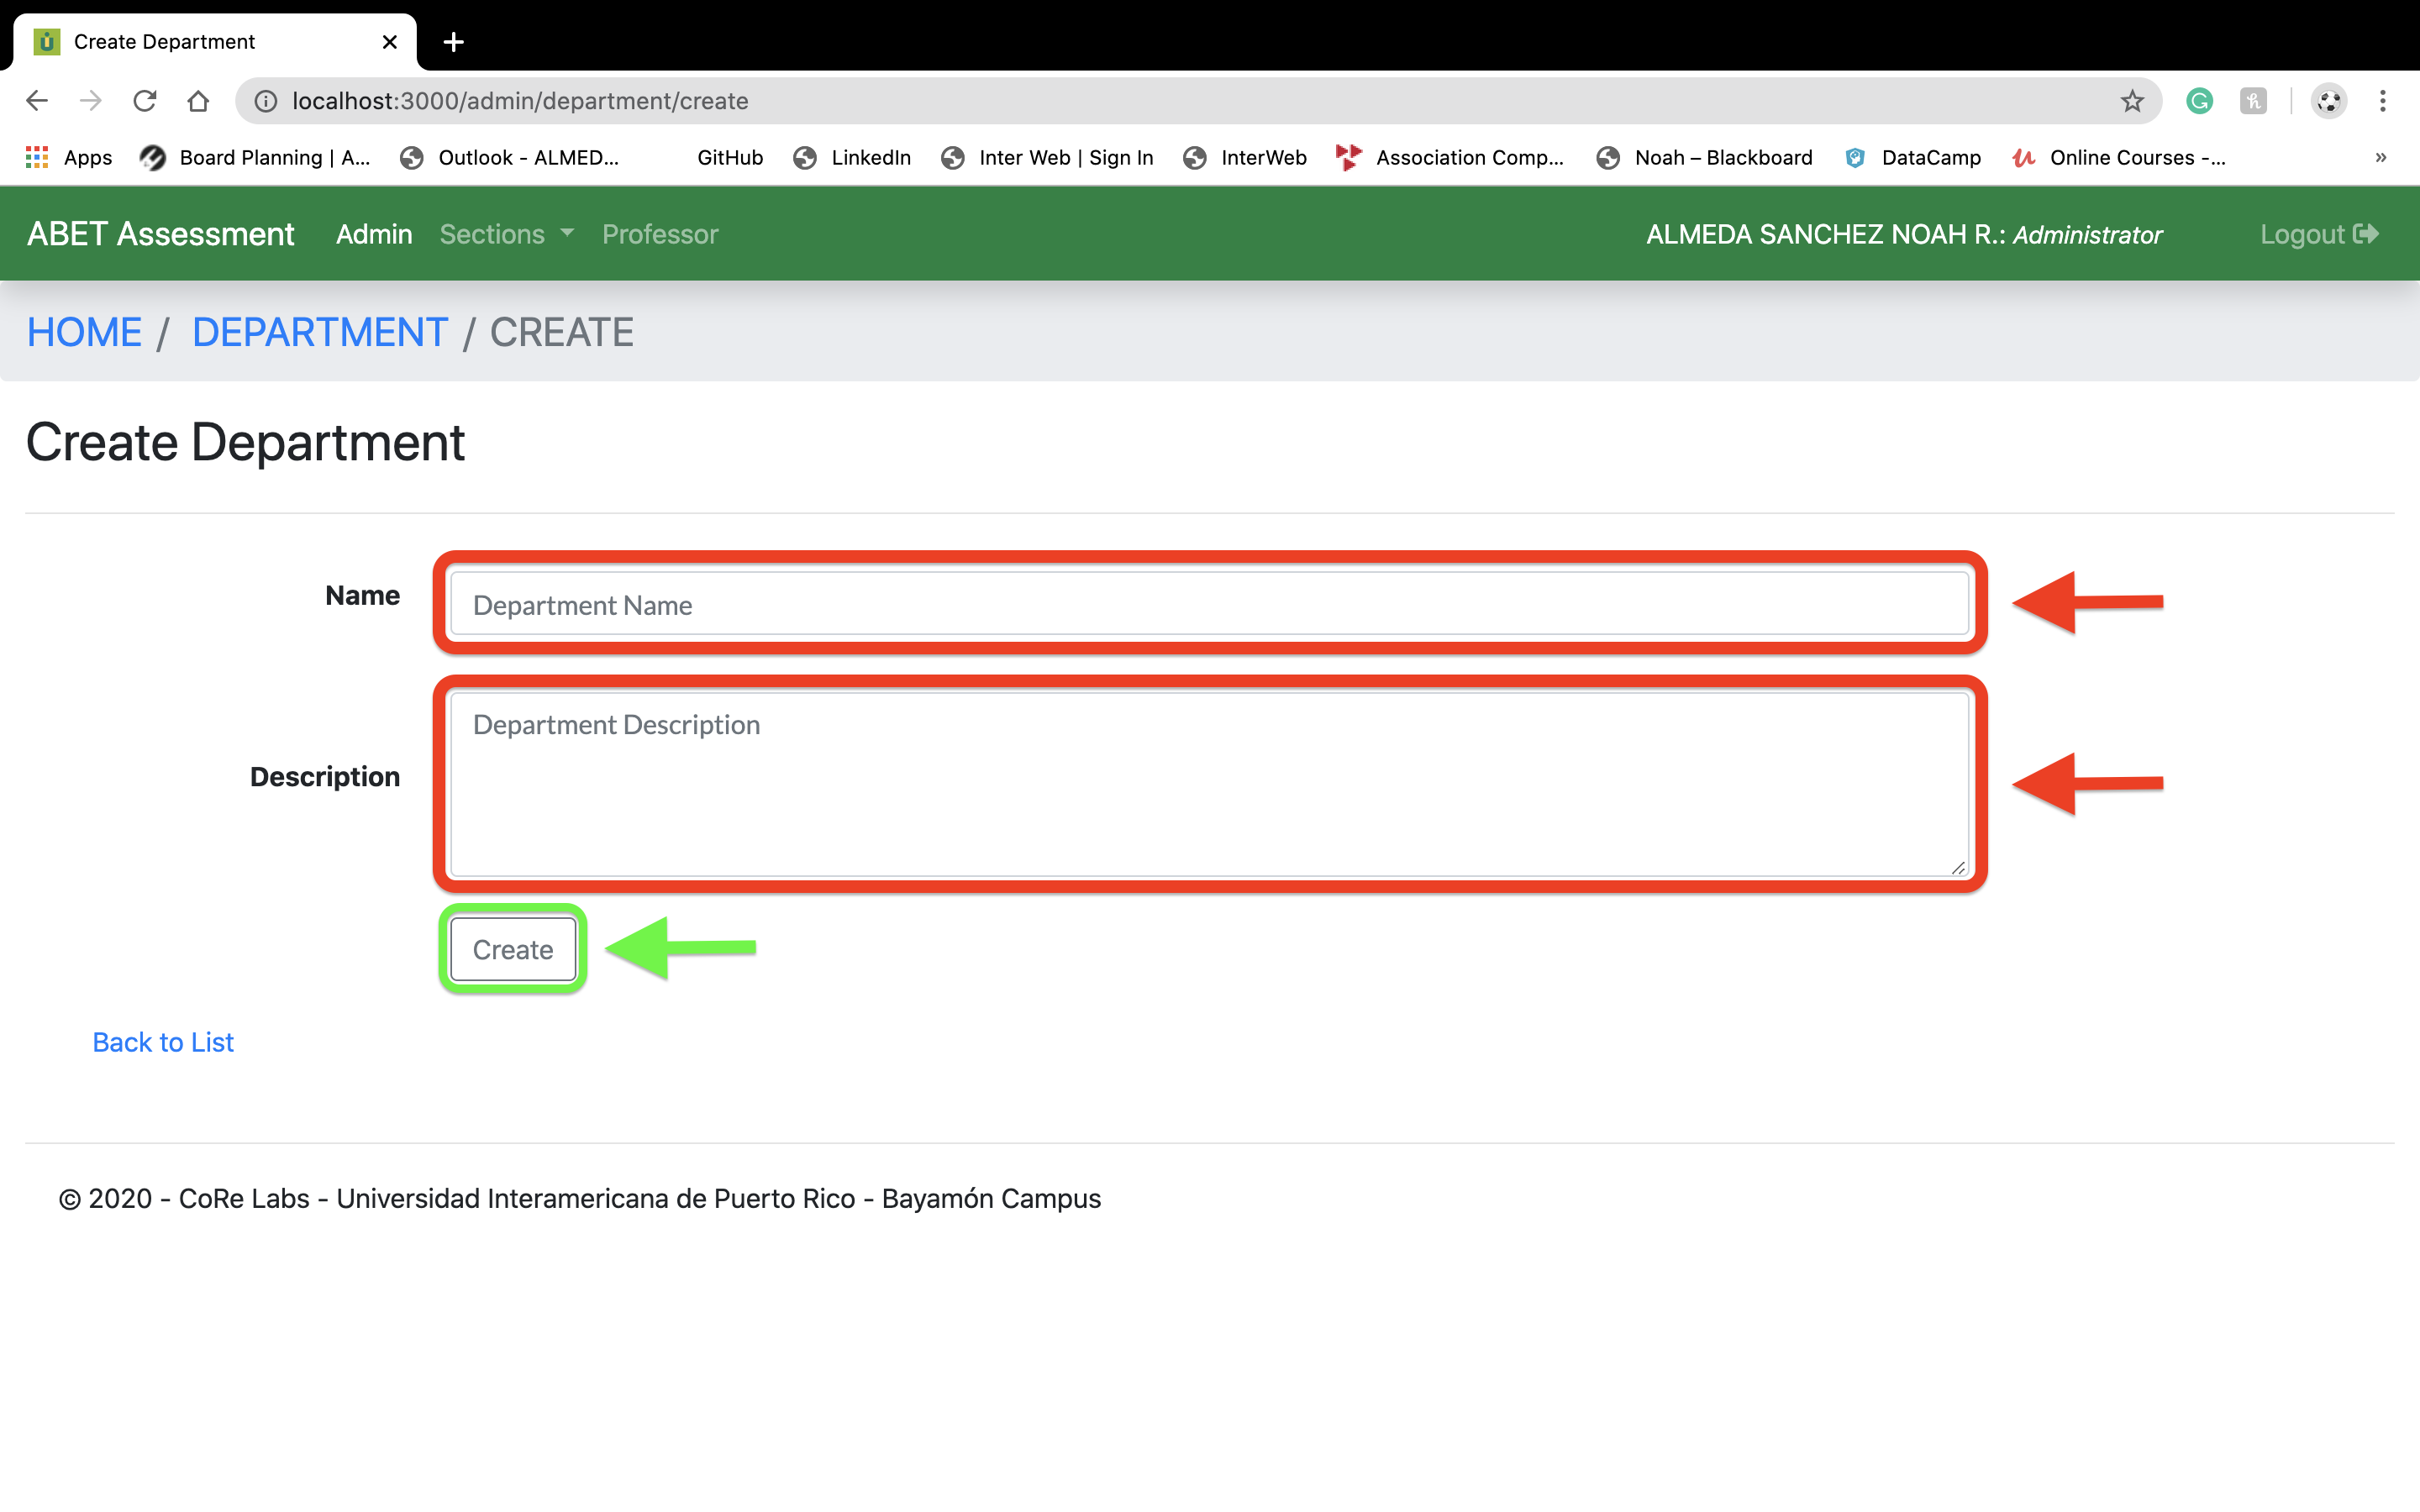 Create Department
localhost:3000/admin/department/create
Apps Board Planning | A... Outlook - ALMED... GitHub LinkedIn Inter Web | Sign In InterWeb Association Comp... Noah – Blackboard DataCamp Online Courses -... »
ABET Assessment Admin Sections Professor ALMEDA SANCHEZ NOAH R.: Administrator Logout
HOME / DEPARTMENT / CREATE
Create Department
Name Department Name
Department Description
Description
Create
Back to List
© 2020 - CoRe Labs - Universidad Interamericana de Puerto Rico - Bayamón Campus